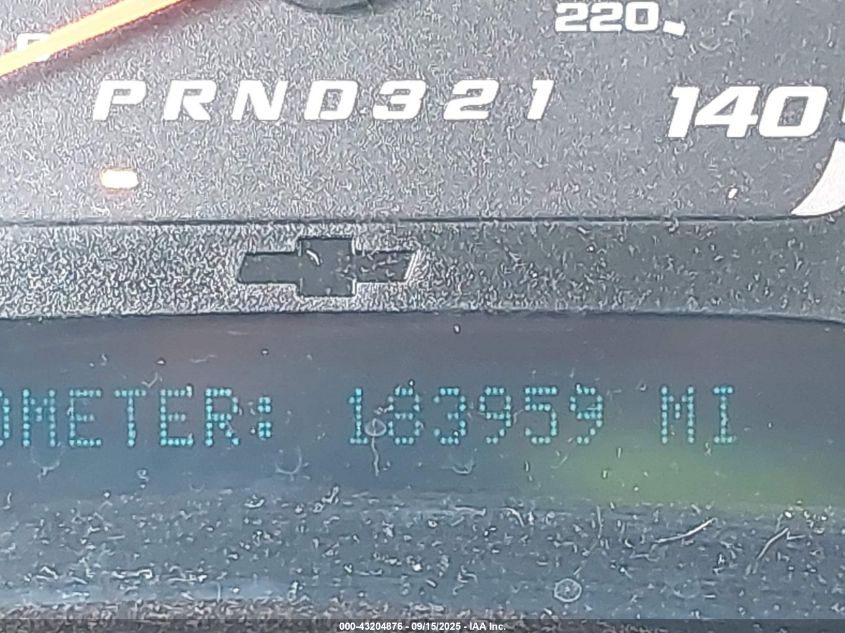 220
PRND321
140
OMETER: 183959 MI
000-43204876 - 09/15/2025 - IAA Inc.